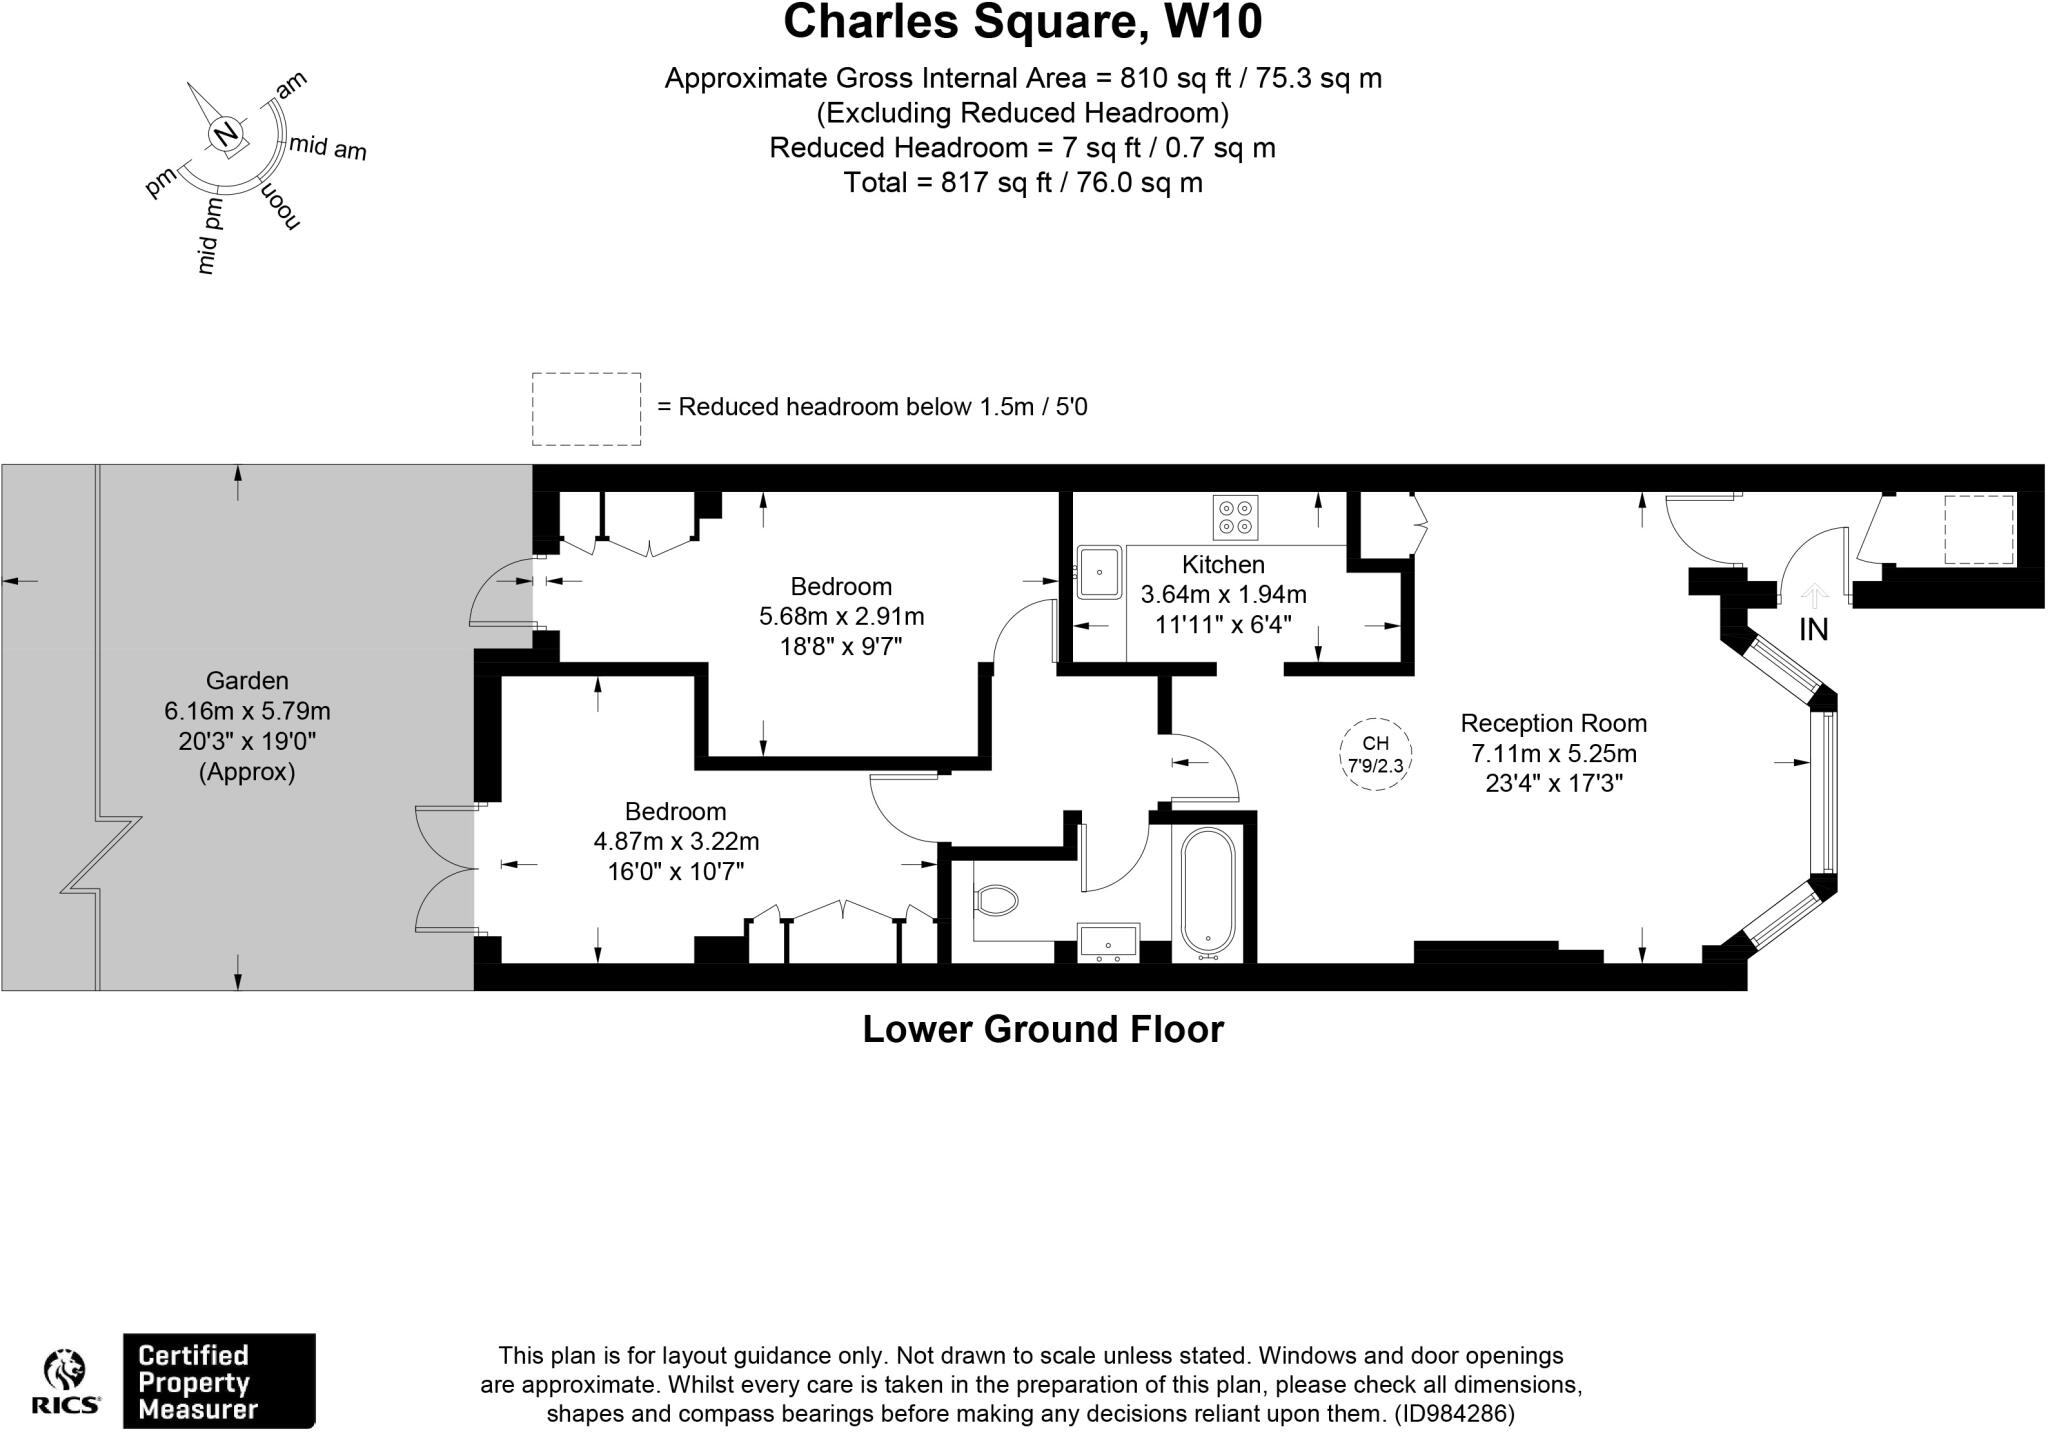 Charles Square, W10
Approximate Gross Internal Area = 810 sq ft / 75.3 sq m
(Excluding Reduced Headroom)
Reduced Headroom = 7 sq ft / 0.7 sq m
Total = 817 sq ft / 76.0 sq m
am
N
mid am
pm
noon
mid pm
= Reduced headroom below 1.5m / 5'0
Bedroom
5.68m x 2.91m
18'8" x 9'7"
Kitchen
3.64m x 1.94m
11'11" x 6'4"
IN
Garden
6.16m x 5.79m
20'3" x 19'0"
(Approx)
Reception Room
7.11m x 5.25m
23'4" x 17'3"
CH
7'9/2.3
Bedroom
4.87m x 3.22m
16'0" x 10'7"
Lower Ground Floor
RICS
Certified
Property
Measurer
This plan is for layout guidance only. Not drawn to scale unless stated. Windows and door openings
are approximate. Whilst every care is taken in the preparation of this plan, please check all dimensions,
shapes and compass bearings before making any decisions reliant upon them. (ID984286)